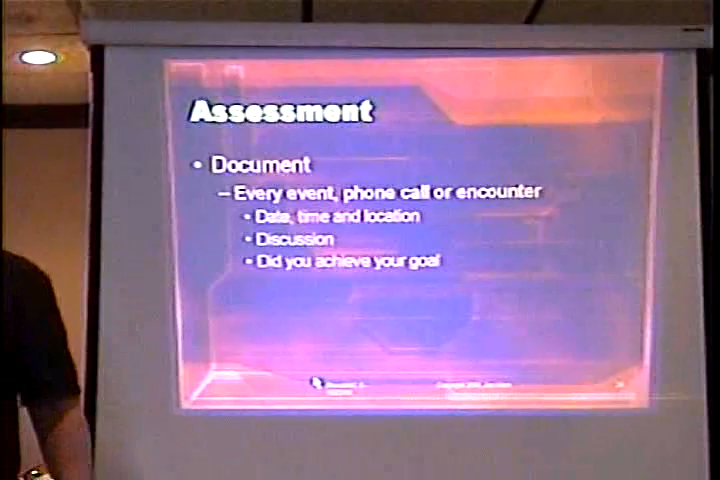 Assessment
• Document
– Every event, phone call or encounter
• Date, time and location
• Discussion
• Did you achieve your goal